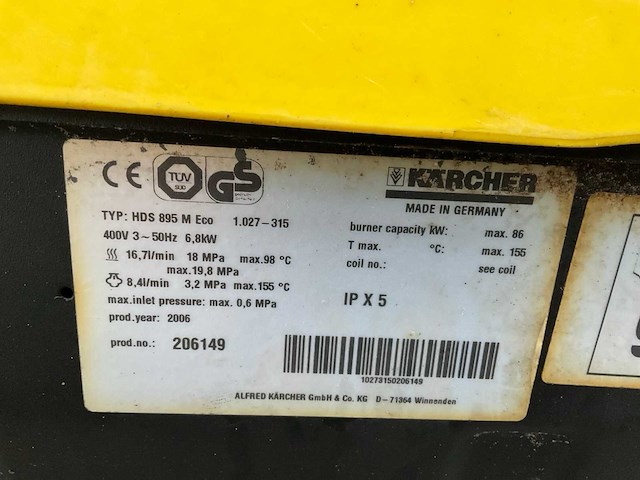 CE TÜV SÜD GS
KÄRCHER
MADE IN GERMANY
TYP: HDS 895 M Eco 1.027-315
400V 3~50Hz 6,8kW
16,7l/min 18 MPa max.98 °C
max.19,8 MPa
8,4l/min 3,2 MPa max.155 °C
max.inlet pressure: max. 0,6 MPa
prod.year: 2006
prod.no.: 206149
burner capacity kW: max. 86
T max. °C: max. 155
coil no.: see coil
IP X 5
10273150206149
ALFRED KÄRCHER GmbH & Co. KG D-71364 Winnenden